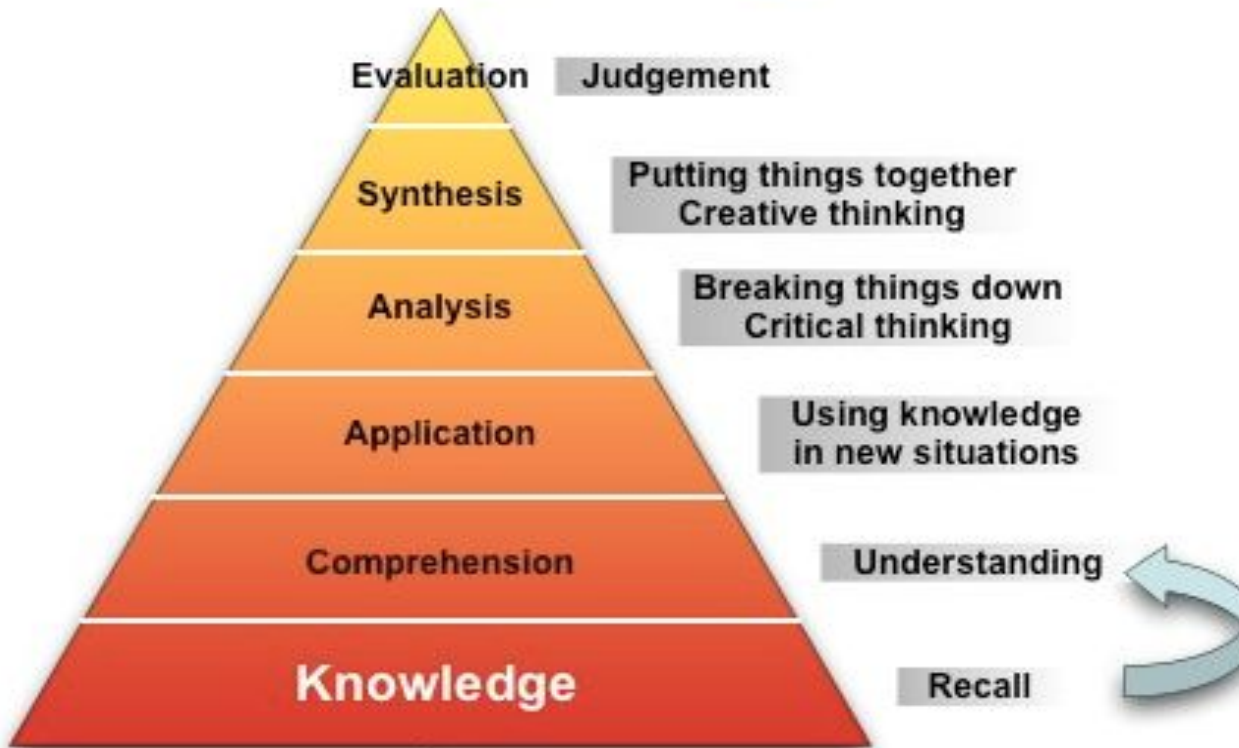 Evaluation
Judgement
Synthesis
Putting things together
Creative thinking
Analysis
Breaking things down
Critical thinking
Application
Using knowledge
in new situations
Comprehension
Understanding
Knowledge
Recall